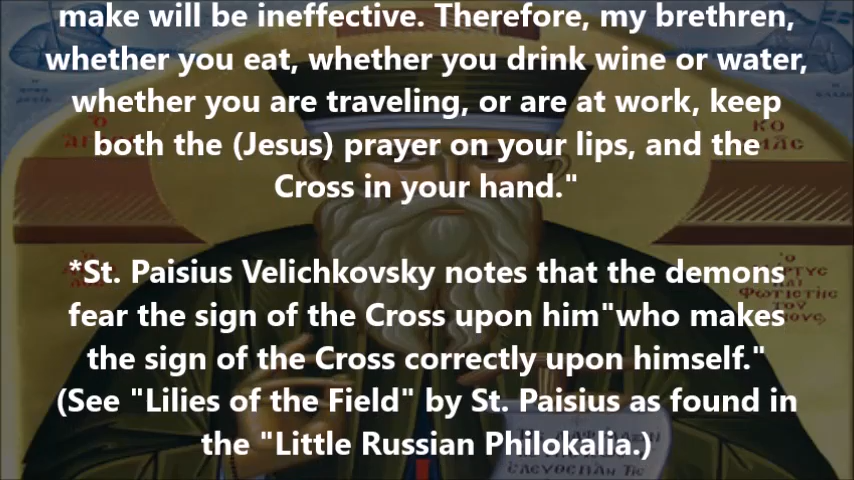 make will be ineffective. Therefore, my brethren,
whether you eat, whether you drink wine or water,
whether you are traveling, or are at work, keep
both the (Jesus) prayer on your lips, and the
Cross in your hand."
*St. Paisius Velichkovsky notes that the demons
fear the sign of the Cross upon him"who makes
the sign of the Cross correctly upon himself."
(See "Lilies of the Field" by St. Paisius as found in
the "Little Russian Philokalia.)